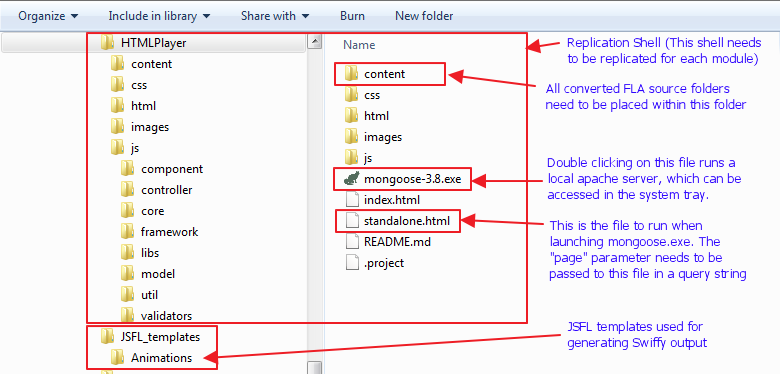 Organize
Include in library
Share with
Burn
New folder
HTMLPlayer
content
css
html
images
js
component
controller
core
framework
libs
model
util
validators
JSFL_templates
Animations
Name
content
css
html
images
js
mongoose-3.8.exe
index.html
standalone.html
README.md
.project
Replication Shell (This shell needs
to be replicated for each module)
All converted FLA source folders
need to be placed within this folder
Double clicking on this file runs a
local apache server, which can be
accessed in the system tray.
This is the file to run when
launching mongoose.exe. The
"page" parameter needs to be
passed to this file in a query string
JSFL templates used for
generating Swiffy output